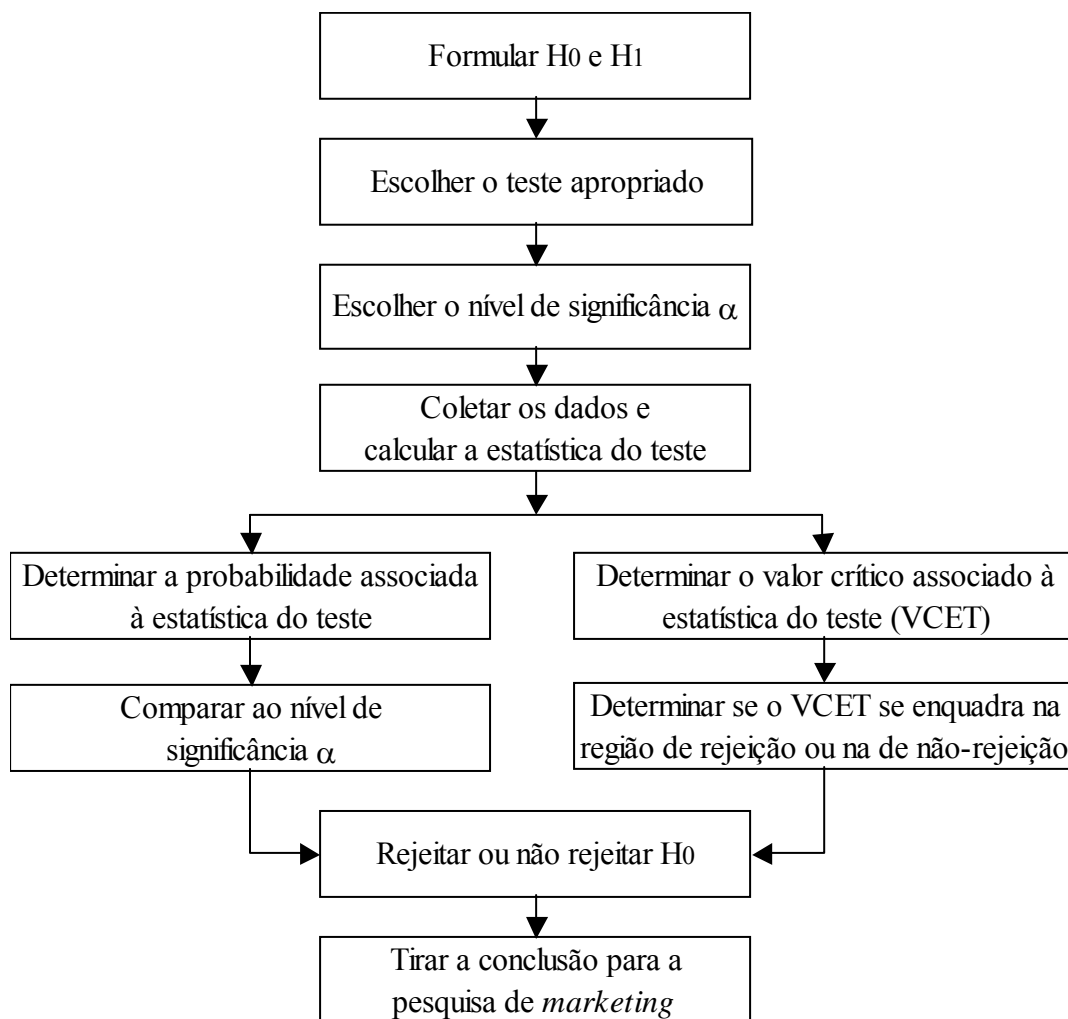 Formular H0 e H1
Escolher o teste apropriado
Escolher o nível de significância α
Coletar os dados e
calcular a estatística do teste
Determinar a probabilidade associada
à estatística do teste
Determinar o valor crítico associado à
estatística do teste (VCET)
Comparar ao nível de
significância α
Determinar se o VCET se enquadra na
região de rejeição ou na de não-rejeição
Rejeitar ou não rejeitar H0
Tirar a conclusão para a
pesquisa de marketing